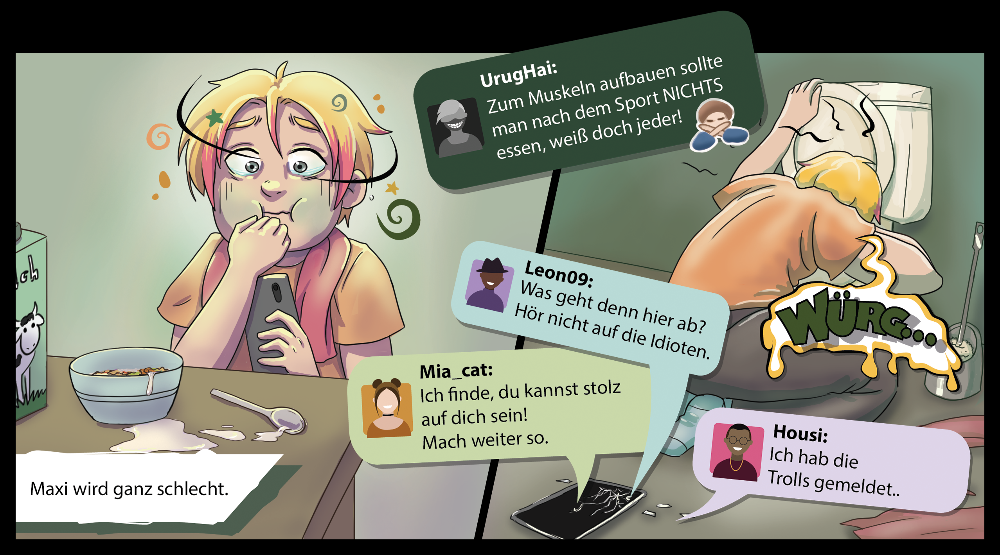 UrugHai:
Zum Muskeln aufbauen sollte
man nach dem Sport NICHTS
essen, weiß doch jeder!
Leon09:
Was geht denn hier ab?
Hör nicht auf die Idioten.
ch
WÜRG...
Mia_cat:
Ich finde, du kannst stolz
auf dich sein!
Mach weiter so.
Housi:
Ich hab die
Trolls gemeldet..
Maxi wird ganz schlecht.